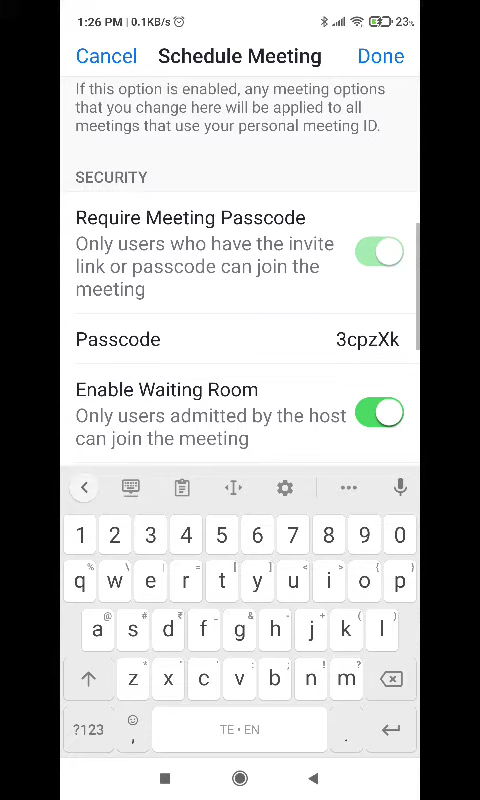 1:26 PM | 0.1KB/s
23%
Cancel Schedule Meeting Done
If this option is enabled, any meeting options
that you change here will be applied to all
meetings that use your personal meeting ID.
SECURITY
Require Meeting Passcode
Only users who have the invite
link or passcode can join the
meeting
Passcode 3cpzXk
Enable Waiting Room
Only users admitted by the host
can join the meeting
1 2 3 4 5 6 7 8 9 0
% \ | = [ ] < > { }
q w e r t y u i o p
@ # ₹ _ & - + ( )
a s d f g h j k l
* " ' : ; ! ?
z x c v b n m
?123 , TE • EN .